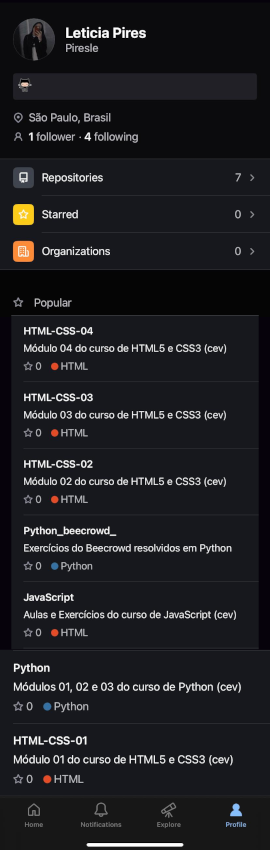 Leticia Pires
Piresle
São Paulo, Brasil
1 follower · 4 following
Repositories 7
Starred 0
Organizations 0
Popular
HTML-CSS-04
Módulo 04 do curso de HTML5 e CSS3 (cev)
0 HTML
HTML-CSS-03
Módulo 03 do curso de HTML5 e CSS3 (cev)
0 HTML
HTML-CSS-02
Módulo 02 do curso de HTML5 e CSS3 (cev)
0 HTML
Python_beecrowd_
Exercícios do Beecrowd resolvidos em Python
0 Python
JavaScript
Aulas e Exercícios do curso de JavaScript (cev)
0 HTML
Python
Módulos 01, 02 e 03 do curso de Python (cev)
0 Python
HTML-CSS-01
Módulo 01 do curso de HTML5 e CSS3 (cev)
0 HTML
Home Notifications Explore Profile